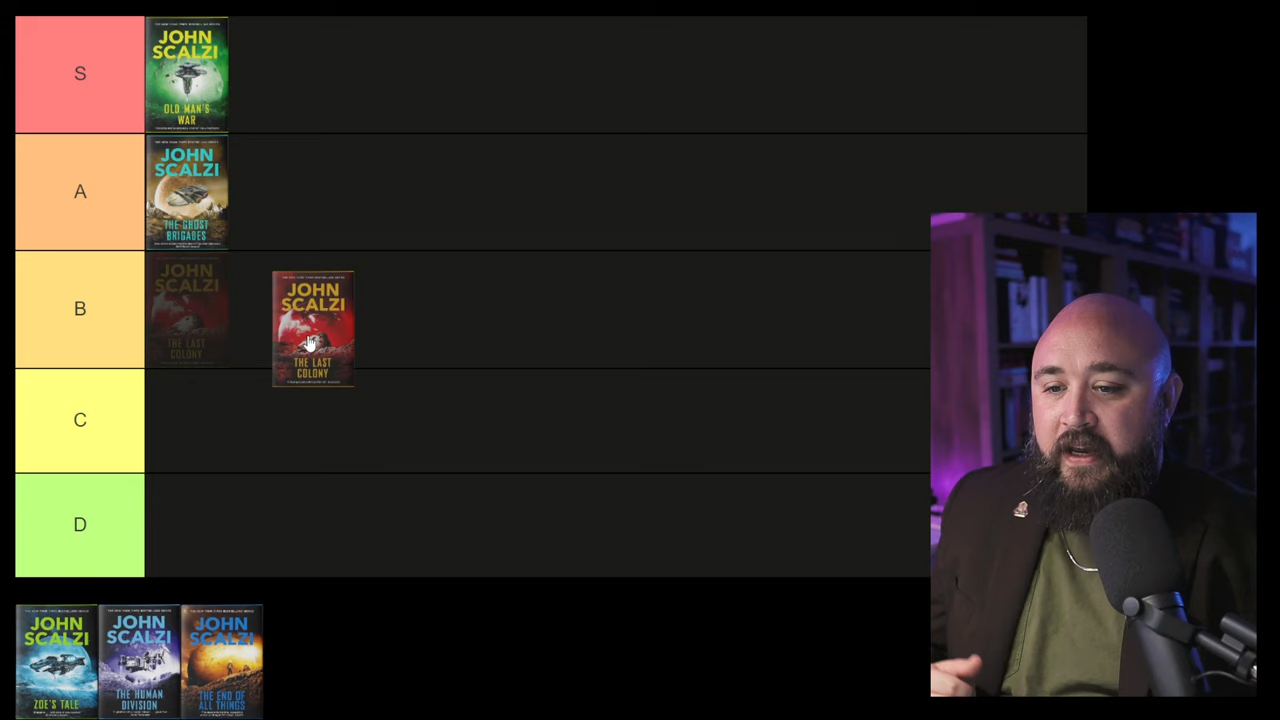 S
JOHN
SCALZI
OLD MAN'S
WAR
A
JOHN
SCALZI
THE GHOST
BRIGADES
B
JOHN
SCALZI
THE LAST
COLONY
JOHN
SCALZI
THE LAST
COLONY
C
D
JOHN
SCALZI
ZOE'S TALE
JOHN
SCALZI
THE HUMAN
DIVISION
JOHN
SCALZI
THE END OF
ALL THINGS